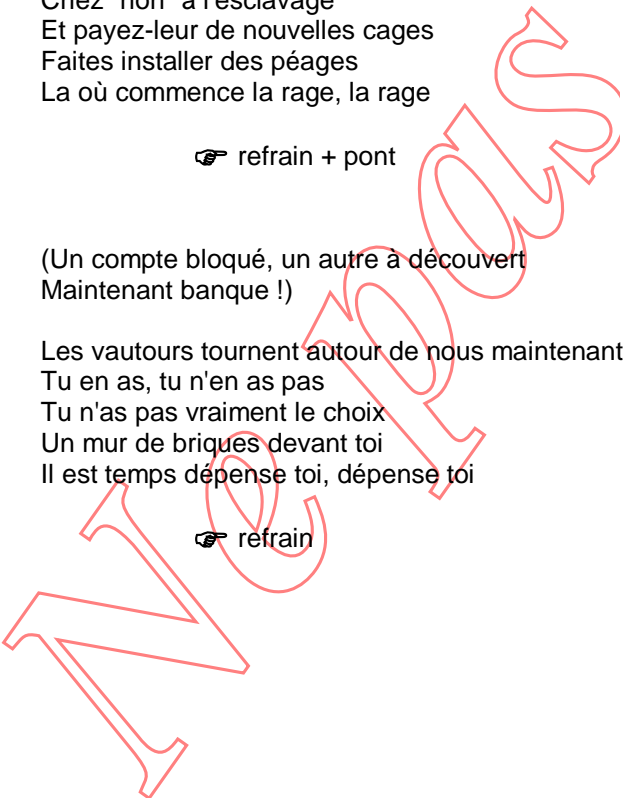 "non" à l'esclavage
Et payez-leur de nouvelles cages
Faites installer des péages
La où commence la rage, la rage
☞ refrain + pont
(Un compte bloqué, un autre à découvert
Maintenant banque !)
Les vautours tournent autour de nous maintenant
Tu en as, tu n'en as pas
Tu n'as pas vraiment le choix
Un mur de briques devant toi
Il est temps dépense toi, dépense toi
☞ refrain
Ne pas